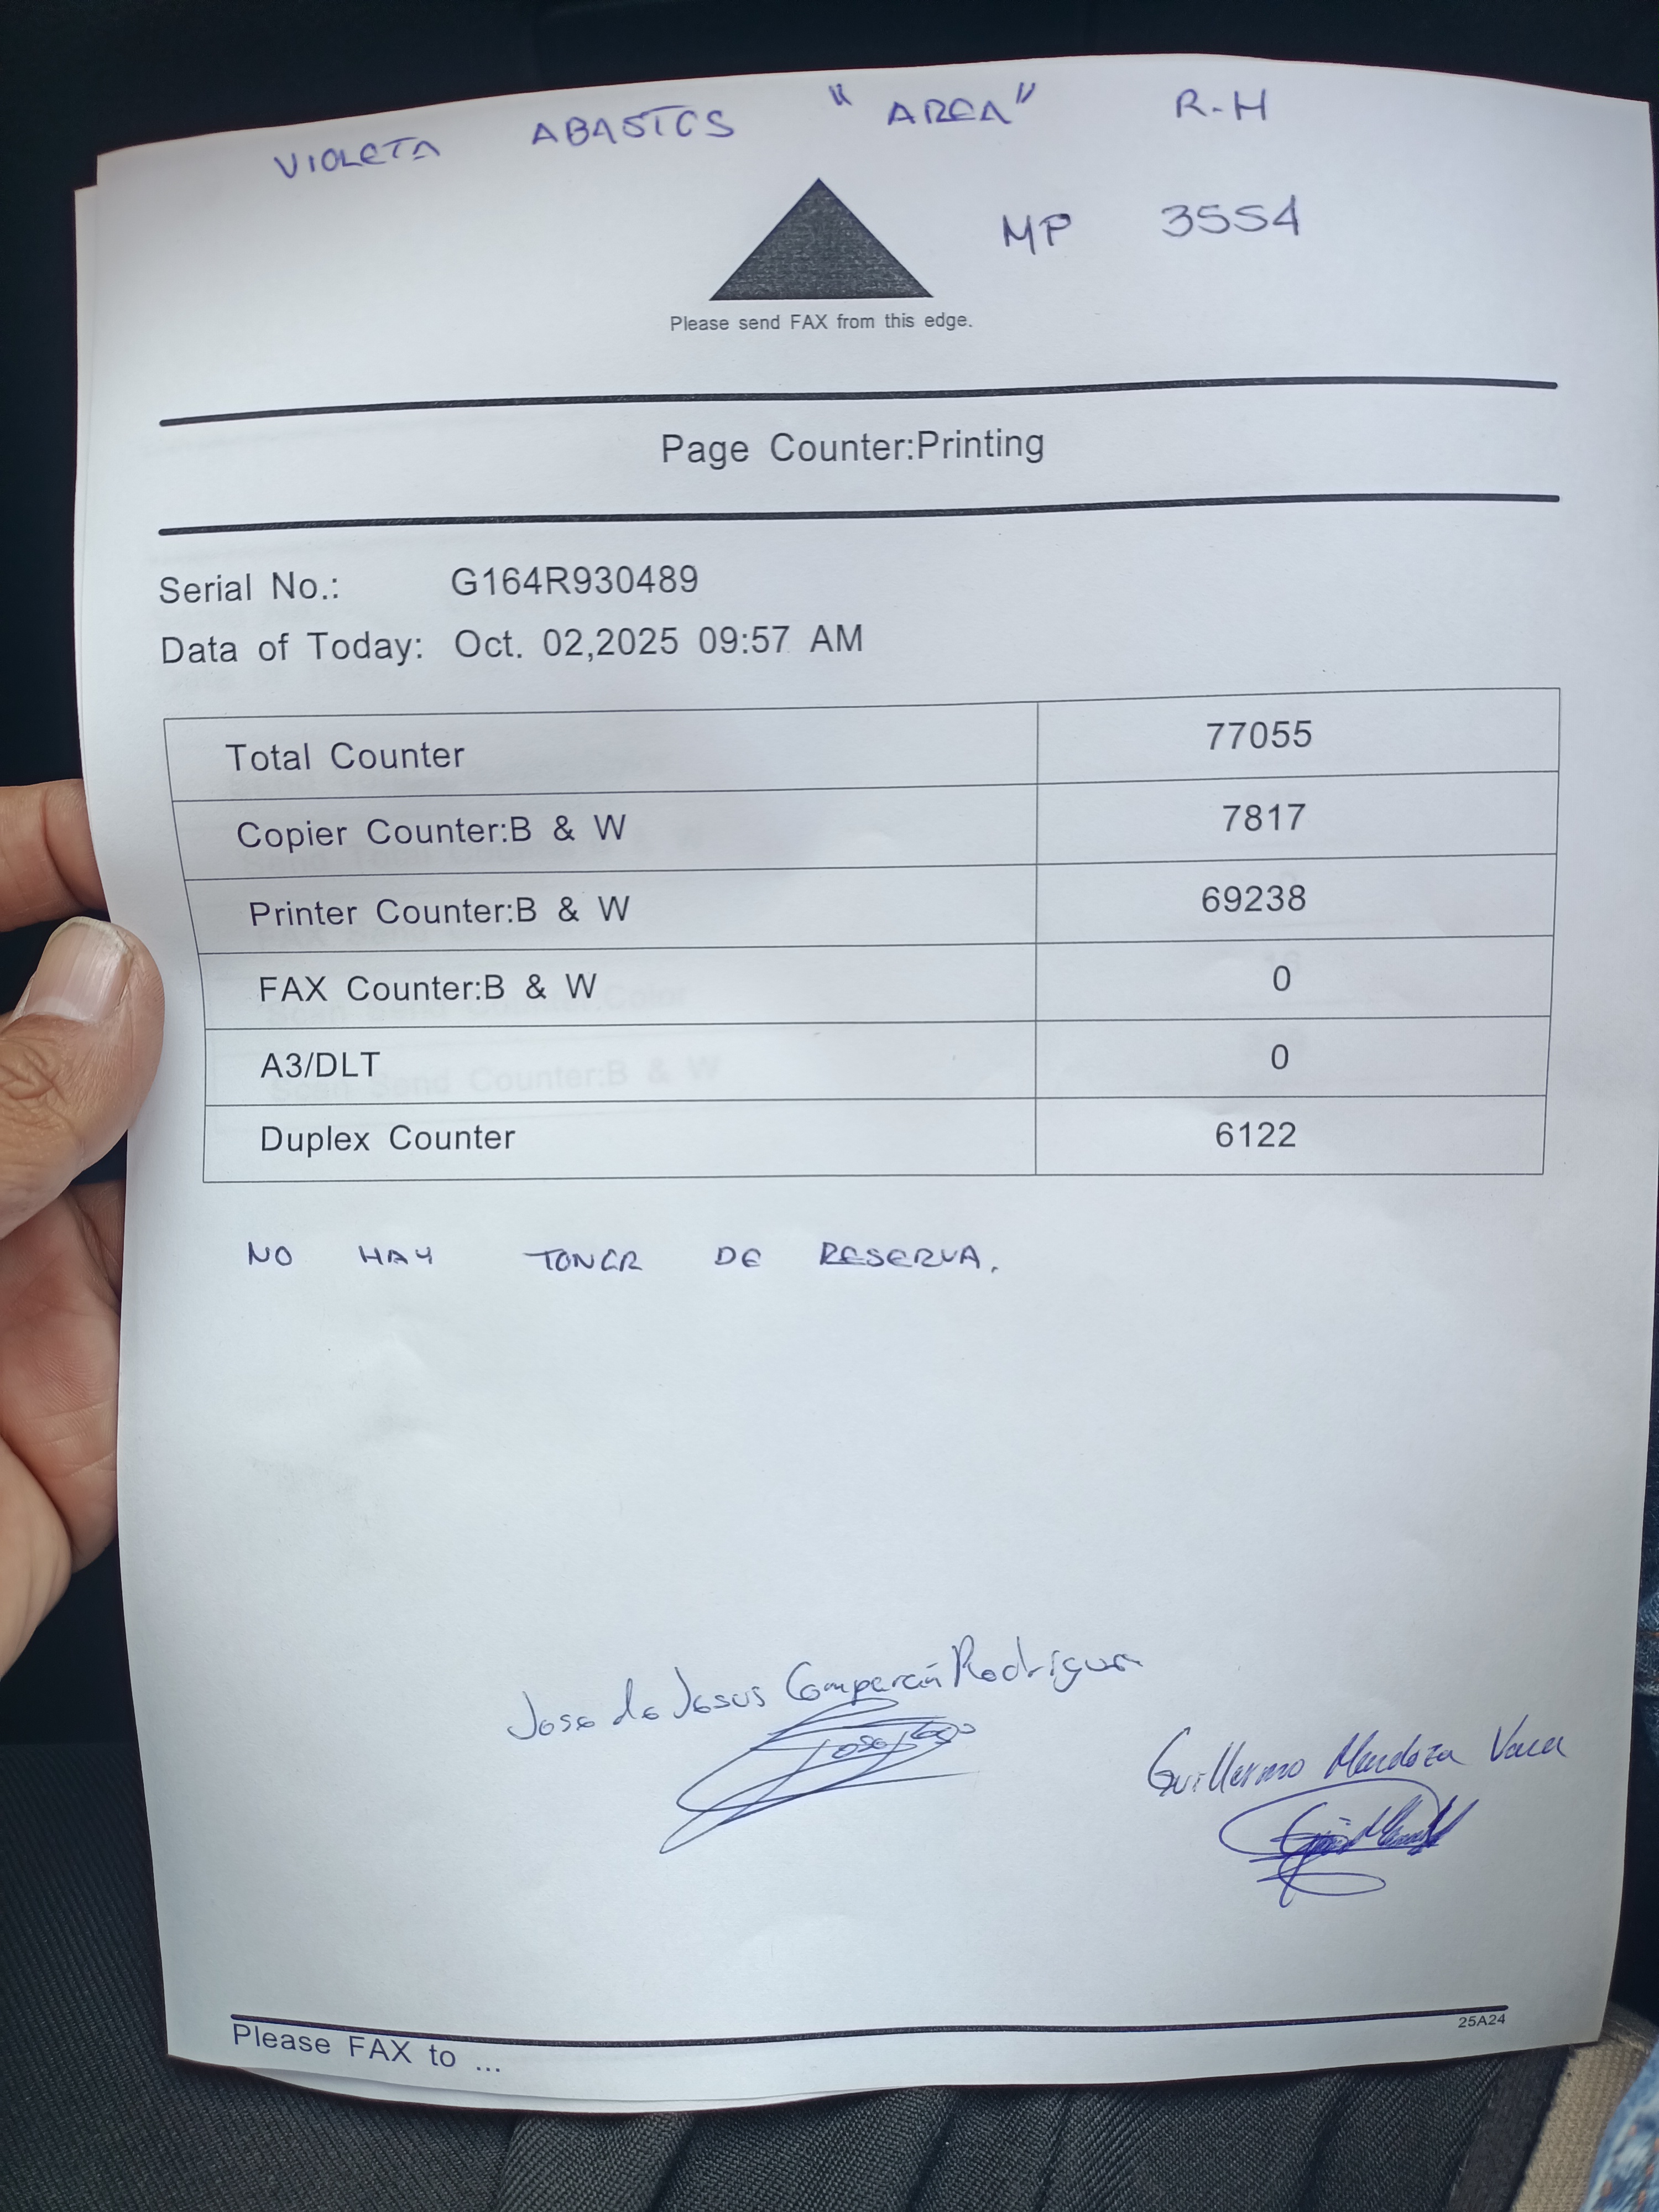 VIOLETA ABASTOS "AREA" R-H
MP 3554
Please send FAX from this edge.
Page Counter:Printing
Serial No.: G164R930489
Data of Today: Oct. 02,2025 09:57 AM
Total Counter 77055
Copier Counter:B & W 7817
Printer Counter:B & W 69238
FAX Counter:B & W 0
A3/DLT 0
Duplex Counter 6122
NO HAY TONER DE RESERVA.
Jose de Jesus Comparán Rodriguez
Guillermo Mendoza Vaca
25A24
Please FAX to ...